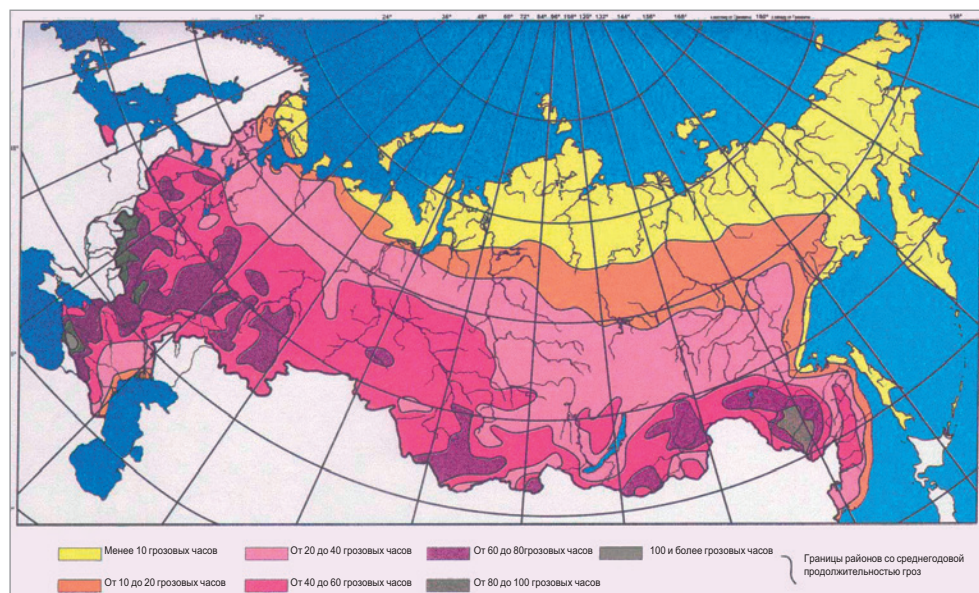 12° 24° 36° 48° 60° 72° 84° 96° 108° 120° 132° 144° 156° 168° 180° 156°
Менее 10 грозовых часов
От 20 до 40 грозовых часов
От 60 до 80грозовых часов
100 и более грозовых часов
От 10 до 20 грозовых часов
От 40 до 60 грозовых часов
От 80 до 100 грозовых часов
Границы районов со среднегодовой
продолжительностью гроз